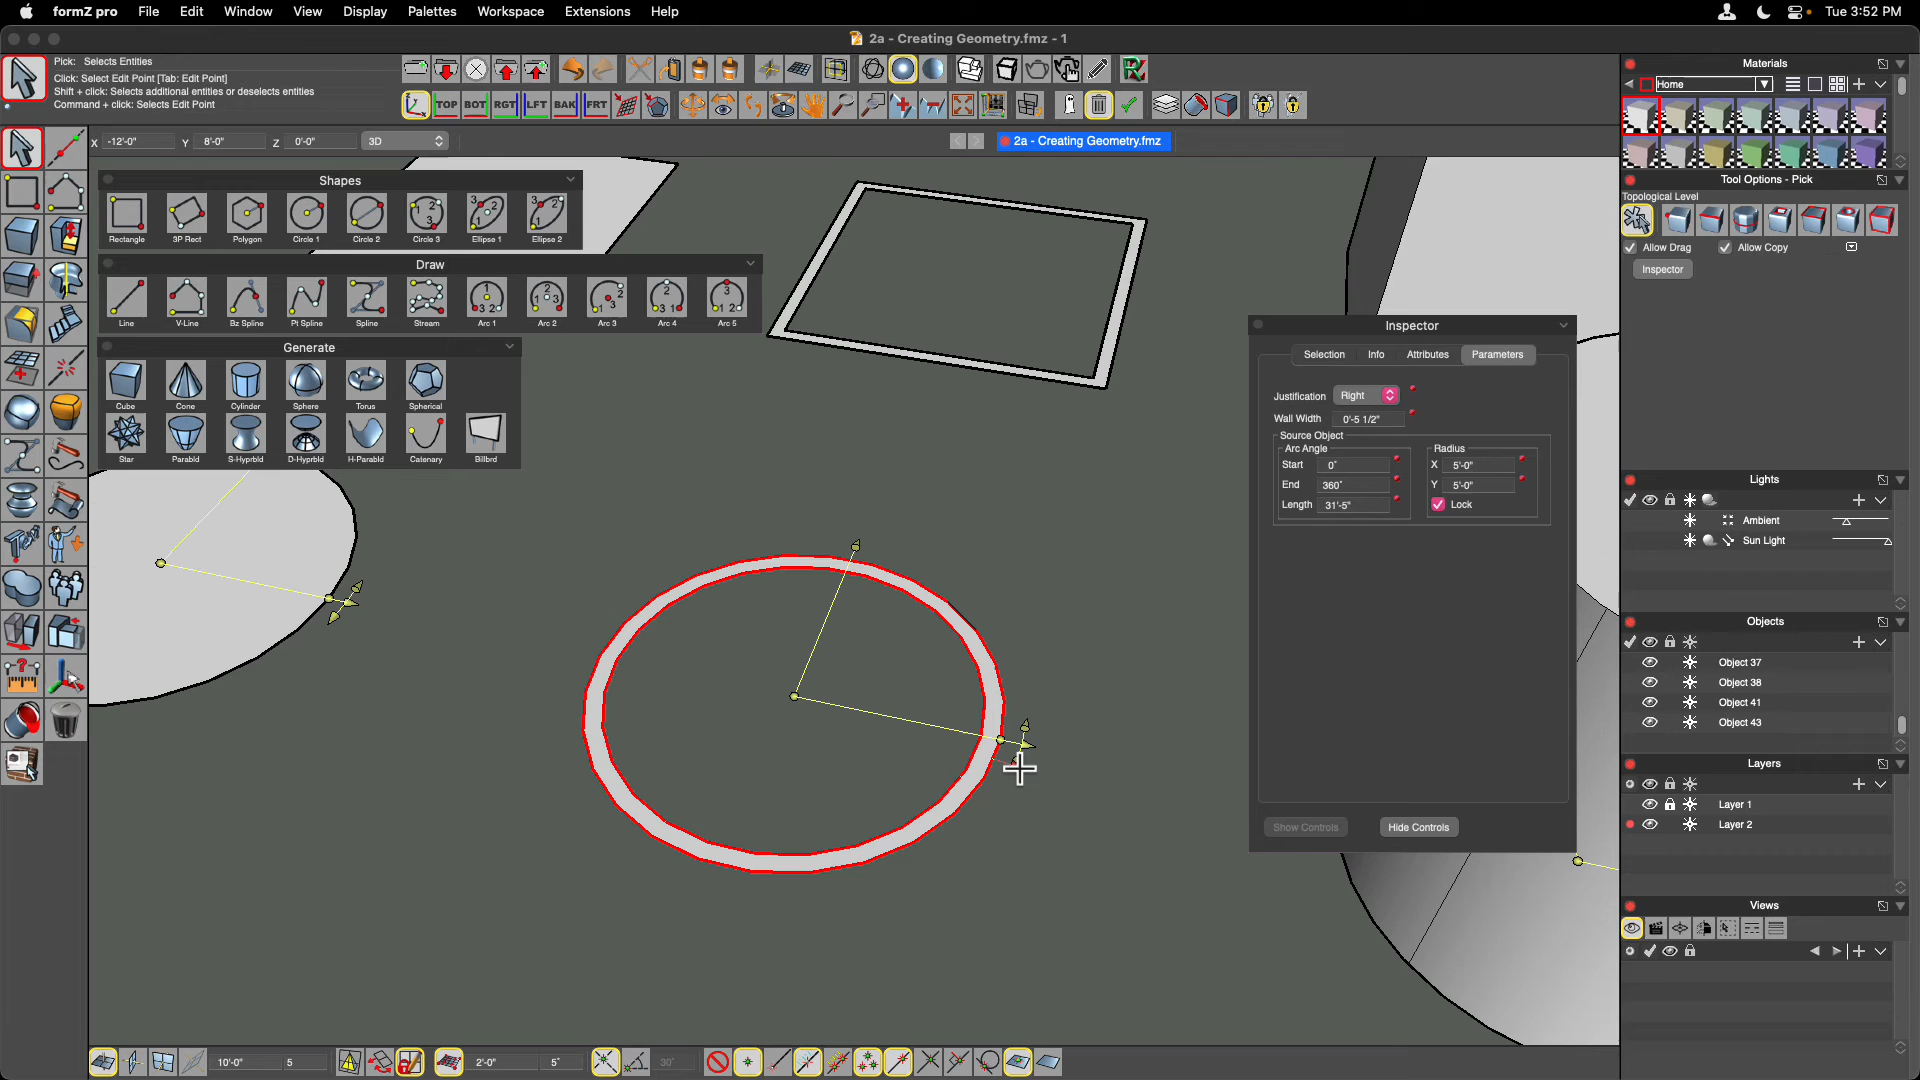 formZ pro File Edit Window View Display Palettes Workspace Extensions Help Tue 3:52 PM
2a - Creating Geometry.fmz - 1
Pick: Selects Entities
Click: Select Edit Point [Tab: Edit Point]
Shift + click: Selects additional entities or deselects entities
Command + click: Selects Edit Point
TOP BOT RGT LFT BAK FRT
X -12'-0" Y 8'-0" Z 0'-0" 3D
2a - Creating Geometry.fmz
Shapes
Rectangle 3P Rect Polygon Circle 1 Circle 2 Circle 3 Ellipse 1 Ellipse 2
Draw
Line V-Line Bz Spline Pt Spline Spline Stream Arc 1 Arc 2 Arc 3 Arc 4 Arc 5
Generate
Cube Cone Cylinder Sphere Torus Spherical
Star Parabld S-Hyprbld D-Hyprbld H-Parabld Catenary Billbrd
Inspector
Selection Info Attributes Parameters
Justification Right
Wall Width 0'-5 1/2"
Source Object
Arc Angle Radius
Start 0° X 5'-0"
End 360° Y 5'-0"
Length 31'-5" Lock
Show Controls Hide Controls
Materials
Home
Tool Options - Pick
Topological Level
Allow Drag Allow Copy
Inspector
Lights
Ambient
Sun Light
Objects
Object 37
Object 38
Object 41
Object 43
Layers
Layer 1
Layer 2
Views
10'-0" 5 2'-0" 5° 30°